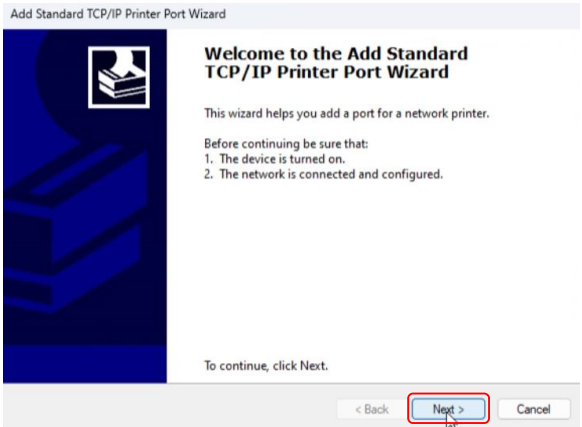 Add Standard TCP/IP Printer Port Wizard
Welcome to the Add Standard
TCP/IP Printer Port Wizard
This wizard helps you add a port for a network printer.
Before continuing be sure that:
1. The device is turned on.
2. The network is connected and configured.
To continue, click Next.
< Back
Next >
Cancel